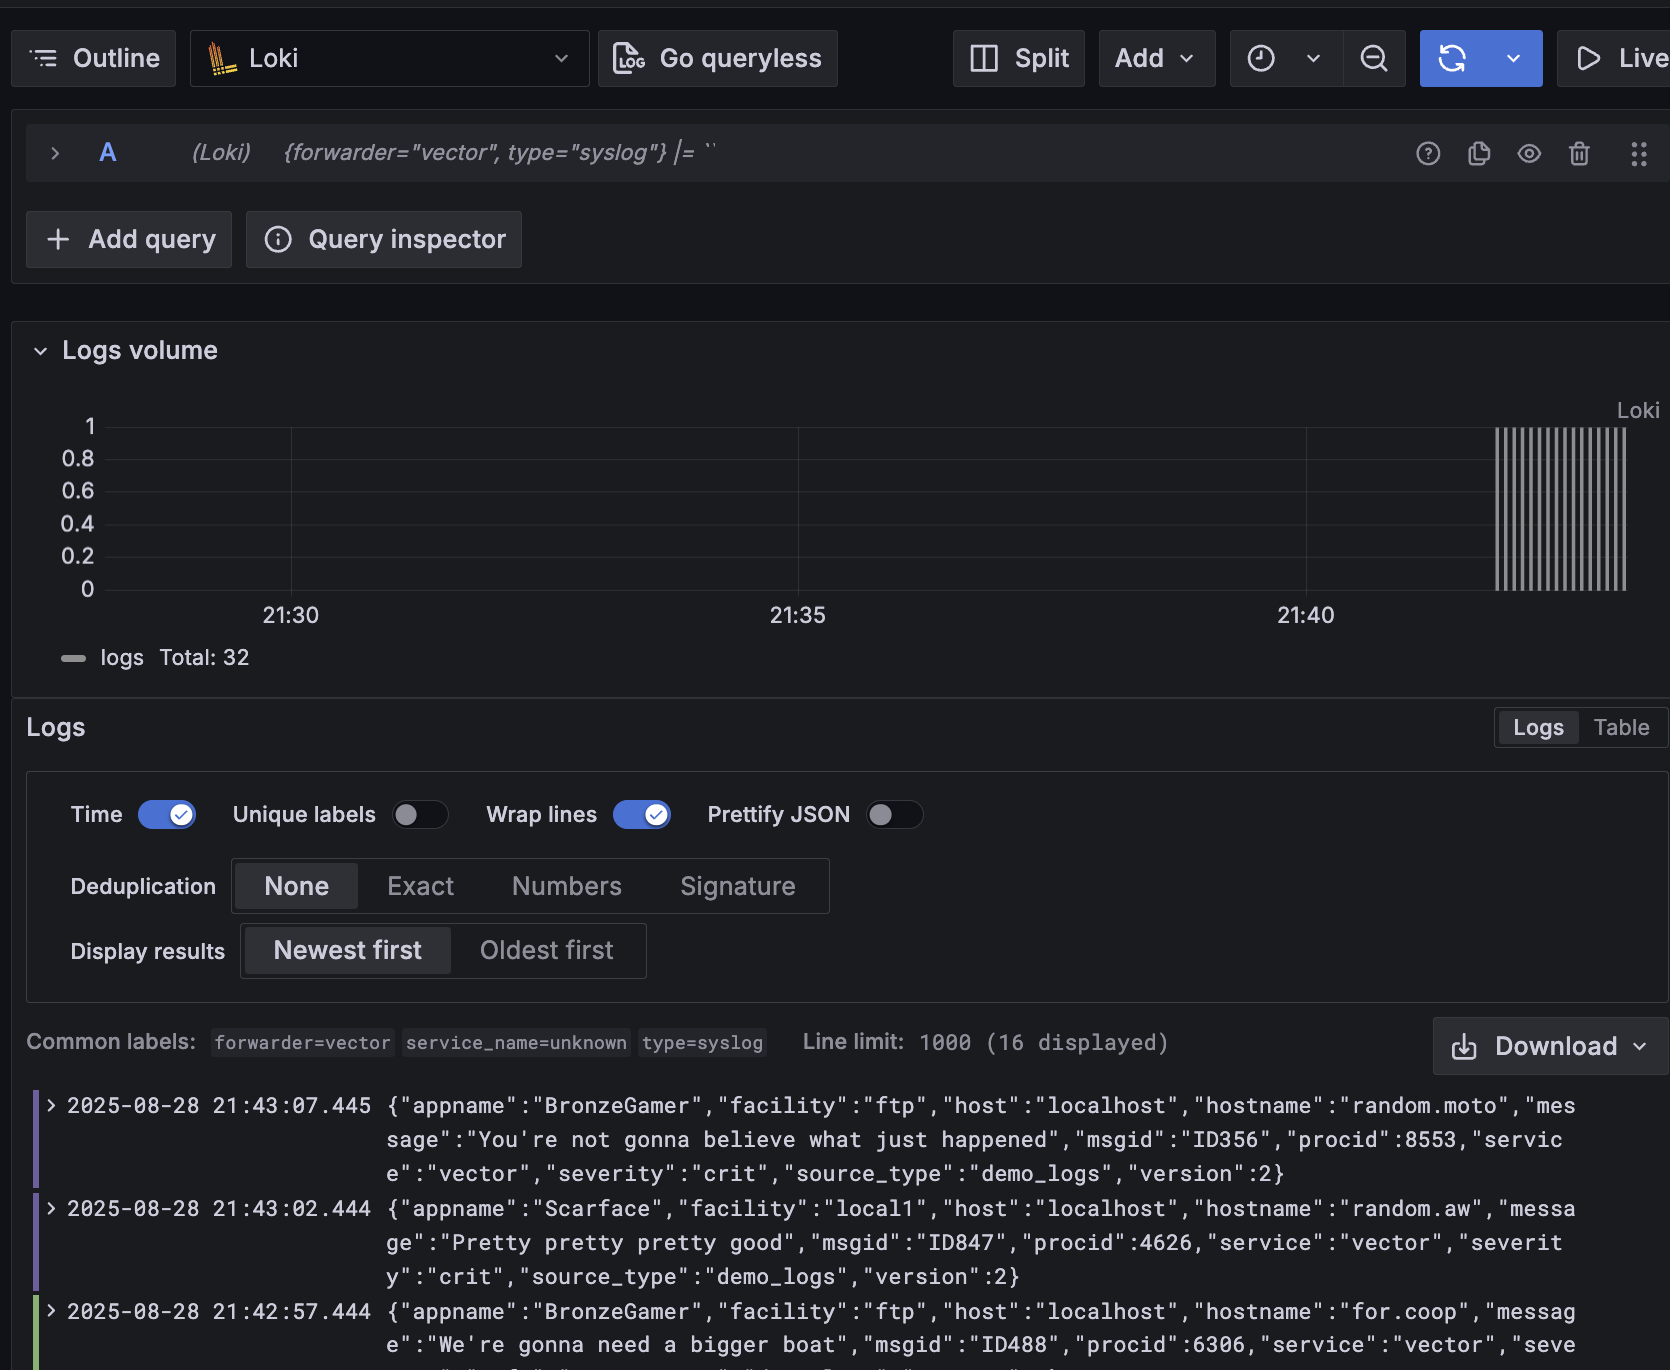 Outline Loki Go queryless Split Add Live
A (Loki) {forwarder="vector", type="syslog"} |= ``
Add query Query inspector
Logs volume
Loki
1
0.8
0.6
0.4
0.2
0
21:30 21:35 21:40
logs Total: 32
Logs Logs Table
Time Unique labels Wrap lines Prettify JSON
Deduplication None Exact Numbers Signature
Display results Newest first Oldest first
Common labels: forwarder=vector service_name=unknown type=syslog Line limit: 1000 (16 displayed) Download
2025-08-28 21:43:07.445 {"appname":"BronzeGamer","facility":"ftp","host":"localhost","hostname":"random.moto","mes
sage":"You're not gonna believe what just happened","msgid":"ID356","procid":8553,"servic
e":"vector","severity":"crit","source_type":"demo_logs","version":2}
2025-08-28 21:43:02.444 {"appname":"Scarface","facility":"local1","host":"localhost","hostname":"random.aw","messa
ge":"Pretty pretty pretty good","msgid":"ID847","procid":4626,"service":"vector","severit
y":"crit","source_type":"demo_logs","version":2}
2025-08-28 21:42:57.444 {"appname":"BronzeGamer","facility":"ftp","host":"localhost","hostname":"for.coop","messag
e":"We're gonna need a bigger boat","msgid":"ID488","procid":6306,"service":"vector","seve